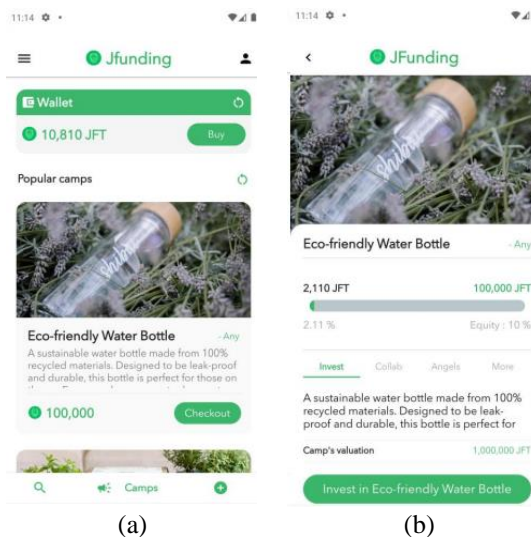 11:14
Jfunding
Wallet
10,810 JFT
Buy
Popular camps
shibu
Eco-friendly Water Bottle
- Any
A sustainable water bottle made from 100%
recycled materials. Designed to be leak-proof
and durable, this bottle is perfect for those on
100,000
Checkout
Camps
(a)
11:14
JFunding
shibu
Eco-friendly Water Bottle
- Any
2,110 JFT
100,000 JFT
2.11 %
Equity : 10 %
Invest
Collab
Angels
More
A sustainable water bottle made from 100%
recycled materials. Designed to be leak-
proof and durable, this bottle is perfect for
Camp's valuation
1,000,000 JFT
Invest in Eco-friendly Water Bottle
(b)